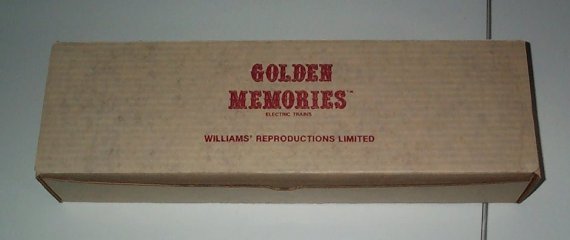 GOLDEN
MEMORIES™
ELECTRIC TRAINS
WILLIAMS' REPRODUCTIONS LIMITED